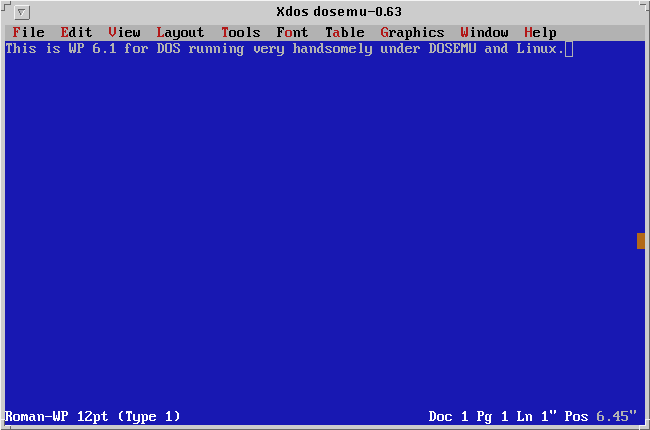 Xdos dosemu-0.63
File Edit View Layout Tools Font Table Graphics Window Help
This is WP 6.1 for DOS running very handsomely under DOSEMU and Linux.
Roman-WP 12pt (Type 1) Doc 1 Pg 1 Ln 1" Pos 6.45"